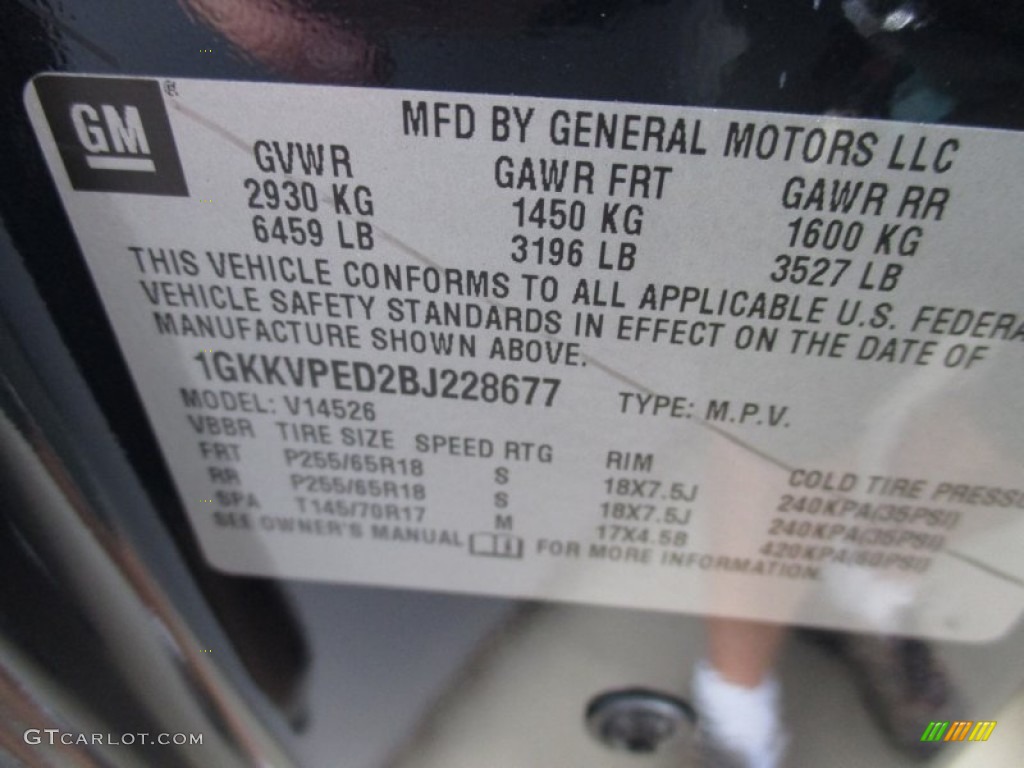 GM
MFD BY GENERAL MOTORS LLC
GVWR GAWR FRT GAWR RR
2930 KG 1450 KG 1600 KG
6459 LB 3196 LB 3527 LB
THIS VEHICLE CONFORMS TO ALL APPLICABLE U.S. FEDERA
VEHICLE SAFETY STANDARDS IN EFFECT ON THE DATE OF
MANUFACTURE SHOWN ABOVE.
1GKKVPED2BJ228677 TYPE: M.P.V.
MODEL: V14526
VBBR TIRE SIZE SPEED RTG RIM COLD TIRE PRESSU
FRT P255/65R18 S 18X7.5J 240KPA(35PSI)
RR P255/65R18 S 18X7.5J 240KPA(35PSI)
SPA T145/70R17 M 17X4.5B 420KPA(60PSI)
SEE OWNER'S MANUAL FOR MORE INFORMATION.
GTCARLOT.COM